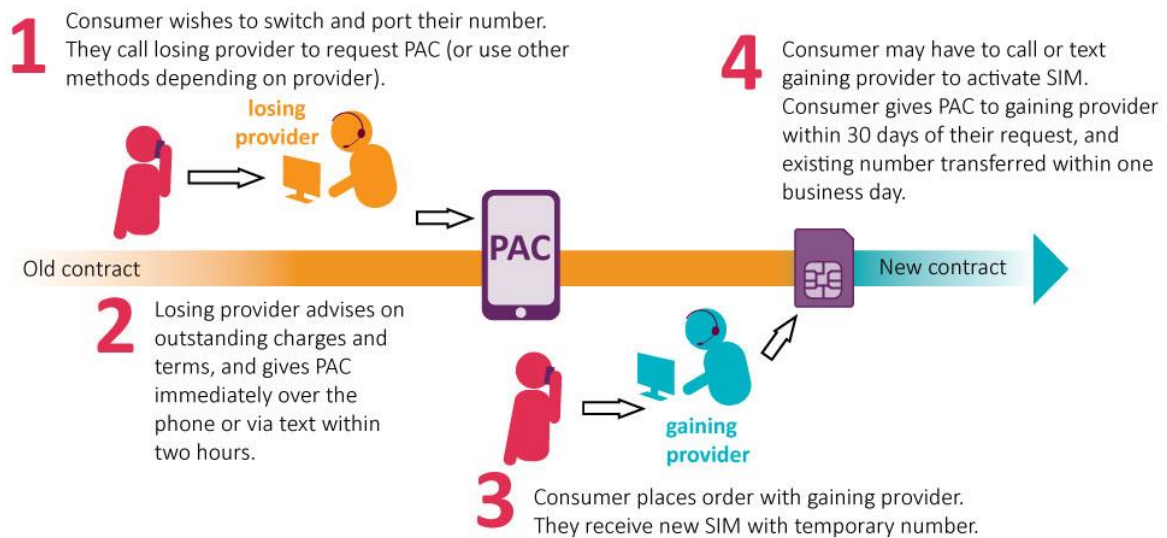 1
Consumer wishes to switch and port their number.
They call losing provider to request PAC (or use other
methods depending on provider).
losing
provider
PAC
Old contract
New contract
2
Losing provider advises on
outstanding charges and
terms, and gives PAC
immediately over the
phone or via text within
two hours.
gaining
provider
3
Consumer places order with gaining provider.
They receive new SIM with temporary number.
4
Consumer may have to call or text
gaining provider to activate SIM.
Consumer gives PAC to gaining provider
within 30 days of their request, and
existing number transferred within one
business day.